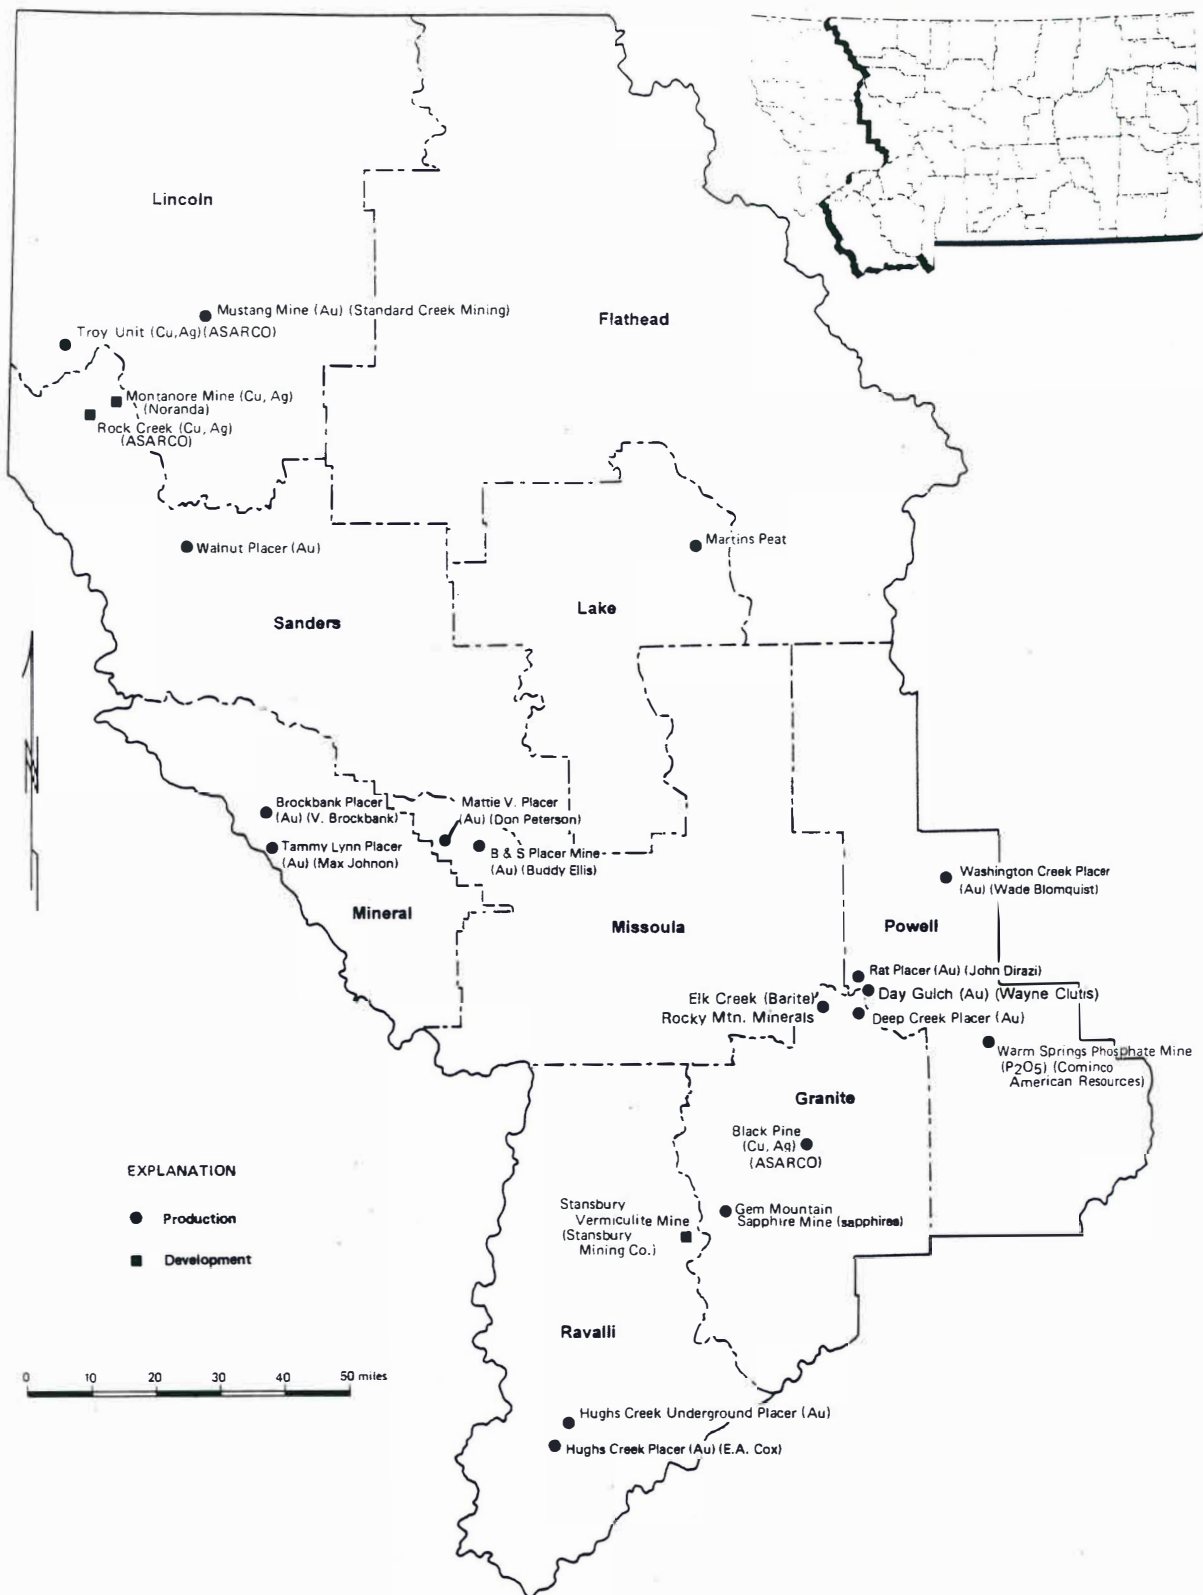 Lincoln
Mustang Mine (Au) (Standard Creek Mining)
Flathead
Troy Unit (Cu,Ag) (ASARCO)
Montanore Mine (Cu, Ag)
(Noranda)
Rock Creek (Cu, Ag)
(ASARCO)
Walnut Placer (Au)
Martins Peat
Lake
Sanders
N
Brockbank Placer
(Au) (V. Brockbank)
Mattie V. Placer
(Au) (Don Peterson)
Tammy Lynn Placer
(Au) (Max Johnon)
B & S Placer Mine
(Au) (Buddy Ellis)
Washington Creek Placer
(Au) (Wade Blomquist)
Mineral
Missoula
Powell
Rat Placer (Au) (John Dirazi)
Day Gulch (Au) (Wayne Clutis)
Elk Creek (Barite)
Rocky Mtn. Minerals
Deep Creek Placer (Au)
Warm Springs Phosphate Mine
(P2O5) (Cominco
American Resources)
Granite
Black Pine
(Cu, Ag)
(ASARCO)
EXPLANATION
Production
Development
Stansbury
Vermiculite Mine
(Stansbury
Mining Co.)
Gem Mountain
Sapphire Mine (sapphires)
Ravalli
0 10 20 30 40 50 miles
Hughs Creek Underground Placer (Au)
Hughs Creek Placer (Au) (E.A. Cox)